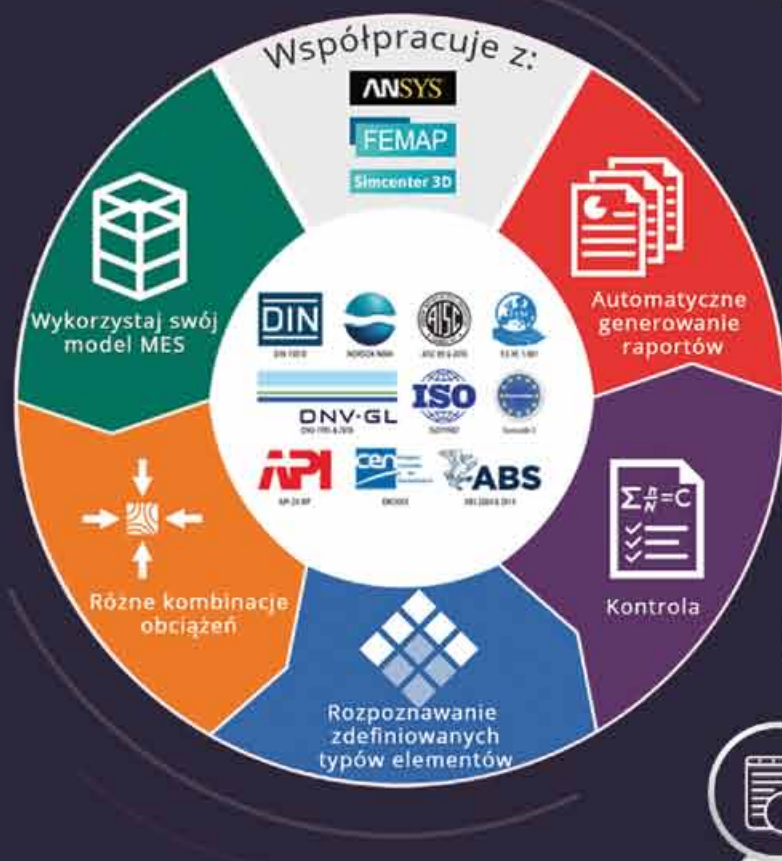 Współpracuje z:
ANSYS
FEMAP
Simcenter 3D
Automatyczne
generowanie
raportów
Wykorzystaj swój
model MES
DIN
AISC
DNV·GL
ISO
API
cen
ABS
Σ n/N =C
Kontrola
Różne kombinacje
obciążeń
Rozpoznawanie
zdefiniowanych
typów elementów